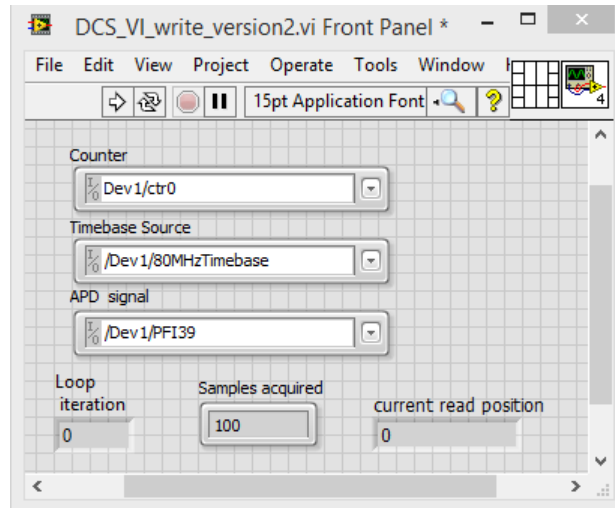 DCS_VI_write_version2.vi Front Panel *
File Edit View Project Operate Tools Window
15pt Application Font
4
Counter
Dev1/ctr0
Timebase Source
/Dev1/80MHzTimebase
APD signal
/Dev1/PFI39
Loop
iteration
Samples acquired
current read position
0
100
0